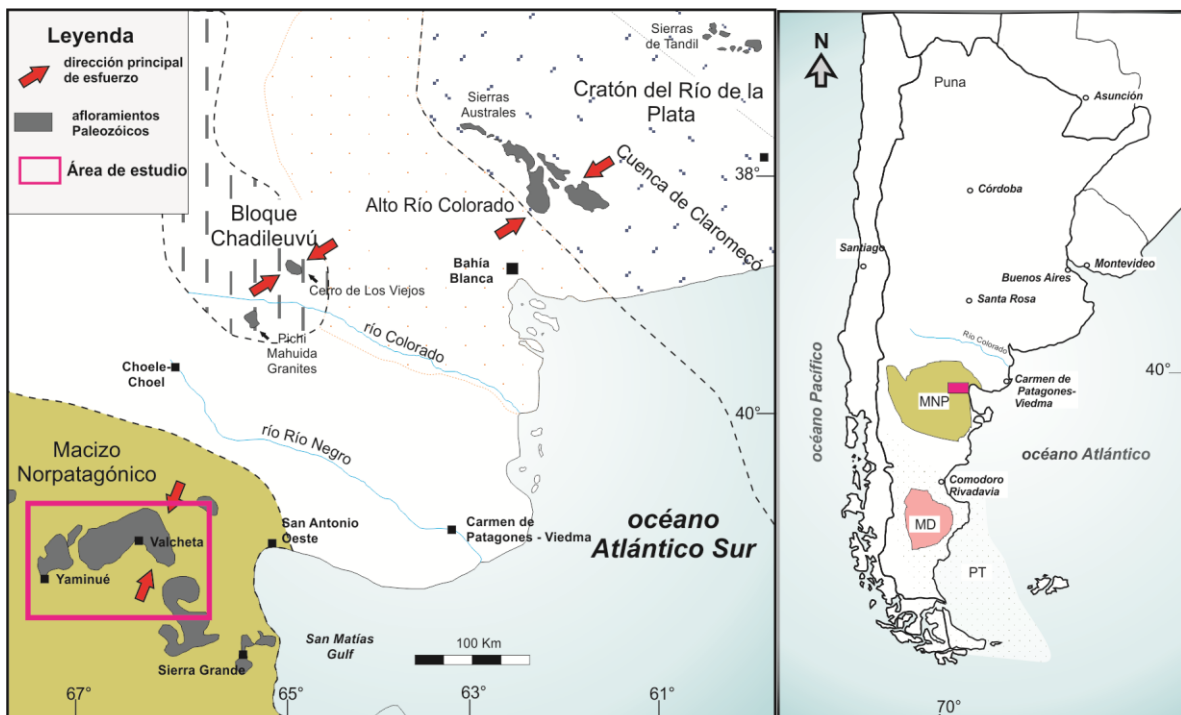 Leyenda
dirección principal
de esfuerzo
afloramientos
Paleozóicos
Área de estudio
Sierras
de Tandil
Cratón del Río de la
Plata
Sierras
Australes
Cuenca de Claromecó
38°
Alto Río Colorado
Bloque
Chadileuvú
Bahía
Blanca
Cerro de Los Viejos
Pichi
Mahuida
Granites
río Colorado
Choele-
Choel
40°
río Río Negro
Macizo
Norpatagónico
San Antonio
Oeste
Carmen de
Patagones - Viedma
océano
Atlántico Sur
Valcheta
Yaminué
San Matías
Gulf
100 Km
Sierra Grande
67°
65°
63°
61°
N
Puna
Asunción
Córdoba
Santiago
Montevideo
Buenos Aires
Santa Rosa
Río Colorado
océano Pacífico
40°
Carmen de
Patagones-
Viedma
MNP
océano Atlántico
Comodoro
Rivadavia
MD
PT
70°